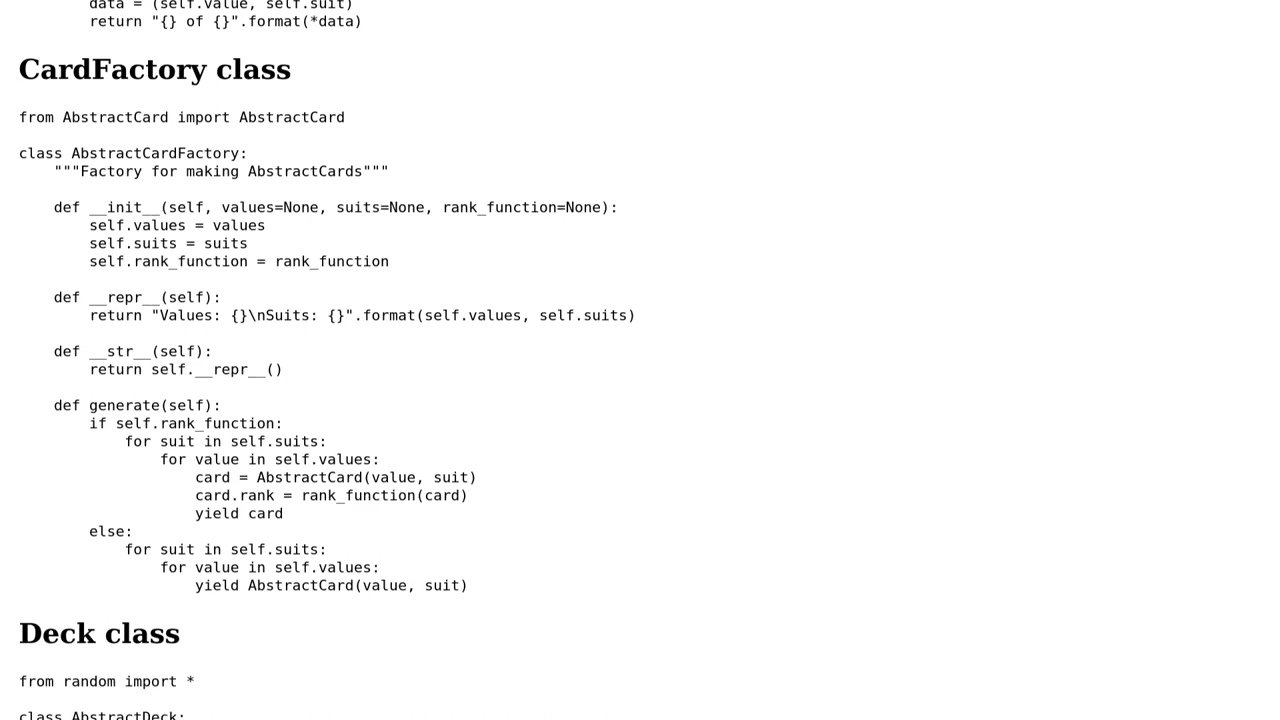 data = (self.value, self.suit)
        return "{} of {}".format(*data)
CardFactory class
from AbstractCard import AbstractCard
class AbstractCardFactory:
    """Factory for making AbstractCards"""
    def __init__(self, values=None, suits=None, rank_function=None):
        self.values = values
        self.suits = suits
        self.rank_function = rank_function
    def __repr__(self):
        return "Values: {}\nSuits: {}".format(self.values, self.suits)
    def __str__(self):
        return self.__repr__()
    def generate(self):
        if self.rank_function:
            for suit in self.suits:
                for value in self.values:
                    card = AbstractCard(value, suit)
                    card.rank = rank_function(card)
                    yield card
        else:
            for suit in self.suits:
                for value in self.values:
                    yield AbstractCard(value, suit)
Deck class
from random import *
class AbstractDeck: